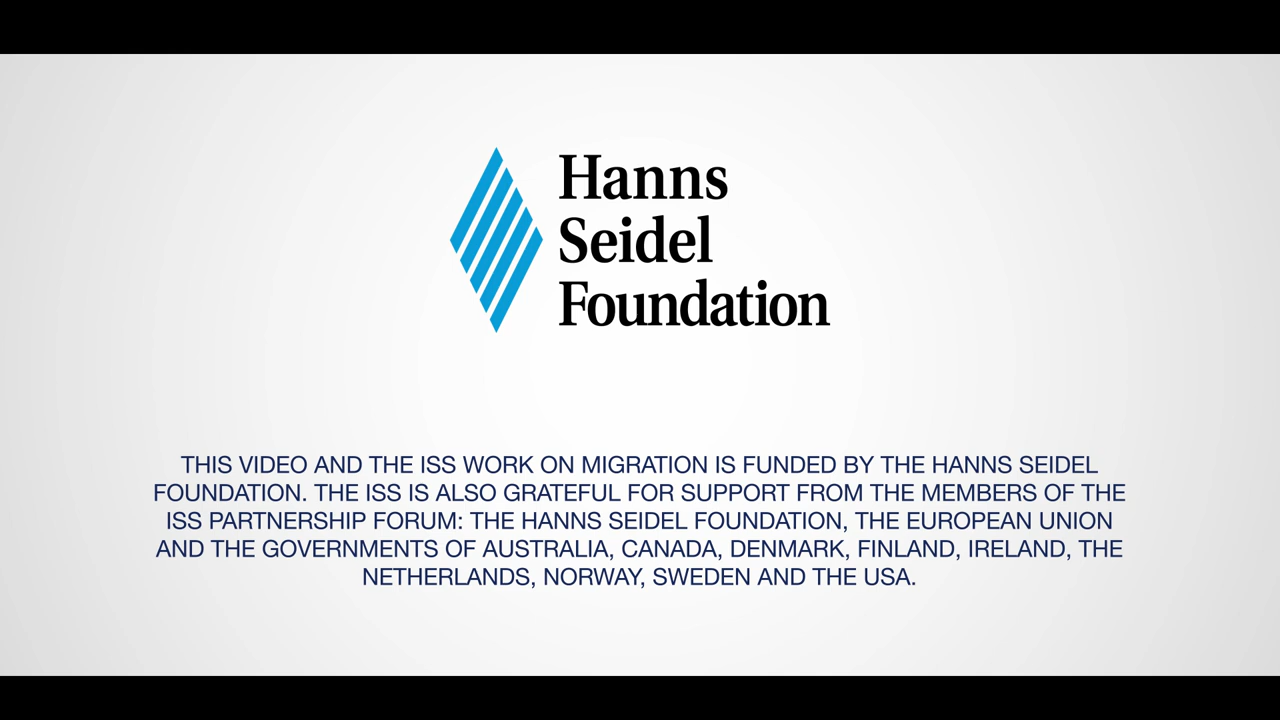 Hanns
Seidel
Foundation
THIS VIDEO AND THE ISS WORK ON MIGRATION IS FUNDED BY THE HANNS SEIDEL
FOUNDATION. THE ISS IS ALSO GRATEFUL FOR SUPPORT FROM THE MEMBERS OF THE
ISS PARTNERSHIP FORUM: THE HANNS SEIDEL FOUNDATION, THE EUROPEAN UNION
AND THE GOVERNMENTS OF AUSTRALIA, CANADA, DENMARK, FINLAND, IRELAND, THE
NETHERLANDS, NORWAY, SWEDEN AND THE USA.